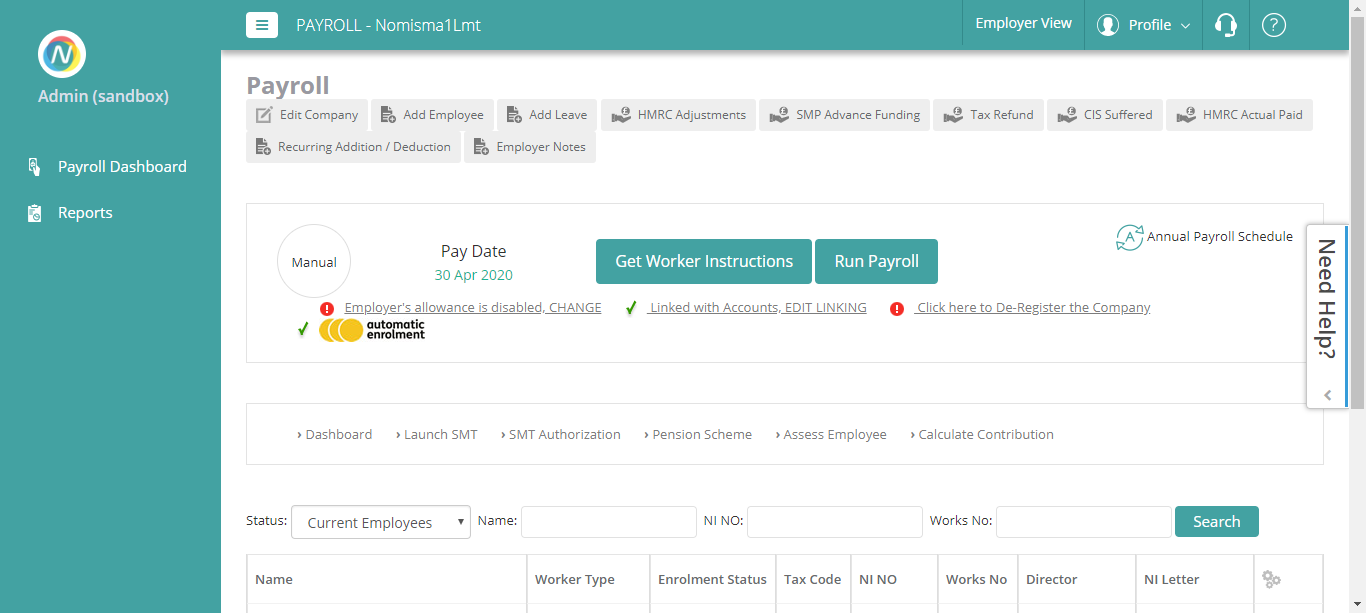 PAYROLL - Nomisma1Lmt
Employer View
Profile
?
N
Admin (sandbox)
Payroll Dashboard
Reports
Payroll
Edit Company Add Employee Add Leave HMRC Adjustments SMP Advance Funding Tax Refund CIS Suffered HMRC Actual Paid
Recurring Addition / Deduction Employer Notes
Manual
Pay Date
30 Apr 2020
Get Worker Instructions Run Payroll
A Annual Payroll Schedule
Employer's allowance is disabled, CHANGE Linked with Accounts, EDIT LINKING Click here to De-Register the Company
automatic
enrolment
Need Help?
› Dashboard › Launch SMT › SMT Authorization › Pension Scheme › Assess Employee › Calculate Contribution
Status: Current Employees Name: NI NO: Works No: Search
Name Worker Type Enrolment Status Tax Code NI NO Works No Director NI Letter